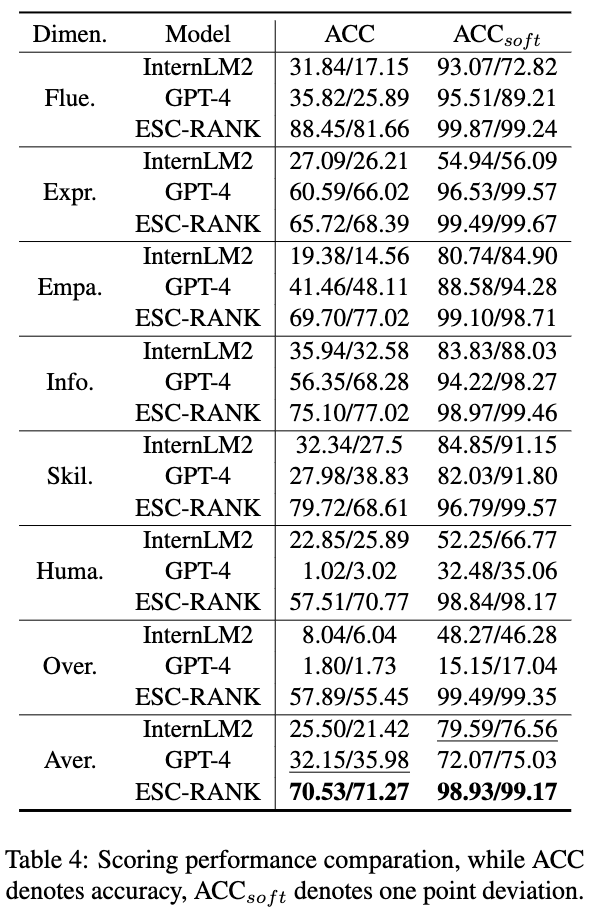 Dimen. Model ACC ACCsoft
InternLM2 31.84/17.15 93.07/72.82
Flue. GPT-4 35.82/25.89 95.51/89.21
ESC-RANK 88.45/81.66 99.87/99.24
InternLM2 27.09/26.21 54.94/56.09
Expr. GPT-4 60.59/66.02 96.53/99.57
ESC-RANK 65.72/68.39 99.49/99.67
InternLM2 19.38/14.56 80.74/84.90
Empa. GPT-4 41.46/48.11 88.58/94.28
ESC-RANK 69.70/77.02 99.10/98.71
InternLM2 35.94/32.58 83.83/88.03
Info. GPT-4 56.35/68.28 94.22/98.27
ESC-RANK 75.10/77.02 98.97/99.46
InternLM2 32.34/27.5 84.85/91.15
Skil. GPT-4 27.98/38.83 82.03/91.80
ESC-RANK 79.72/68.61 96.79/99.57
InternLM2 22.85/25.89 52.25/66.77
Huma. GPT-4 1.02/3.02 32.48/35.06
ESC-RANK 57.51/70.77 98.84/98.17
InternLM2 8.04/6.04 48.27/46.28
Over. GPT-4 1.80/1.73 15.15/17.04
ESC-RANK 57.89/55.45 99.49/99.35
InternLM2 25.50/21.42 79.59/76.56
Aver. GPT-4 32.15/35.98 72.07/75.03
ESC-RANK 70.53/71.27 98.93/99.17
Table 4: Scoring performance comparation, while ACC
denotes accuracy, ACCsoft denotes one point deviation.